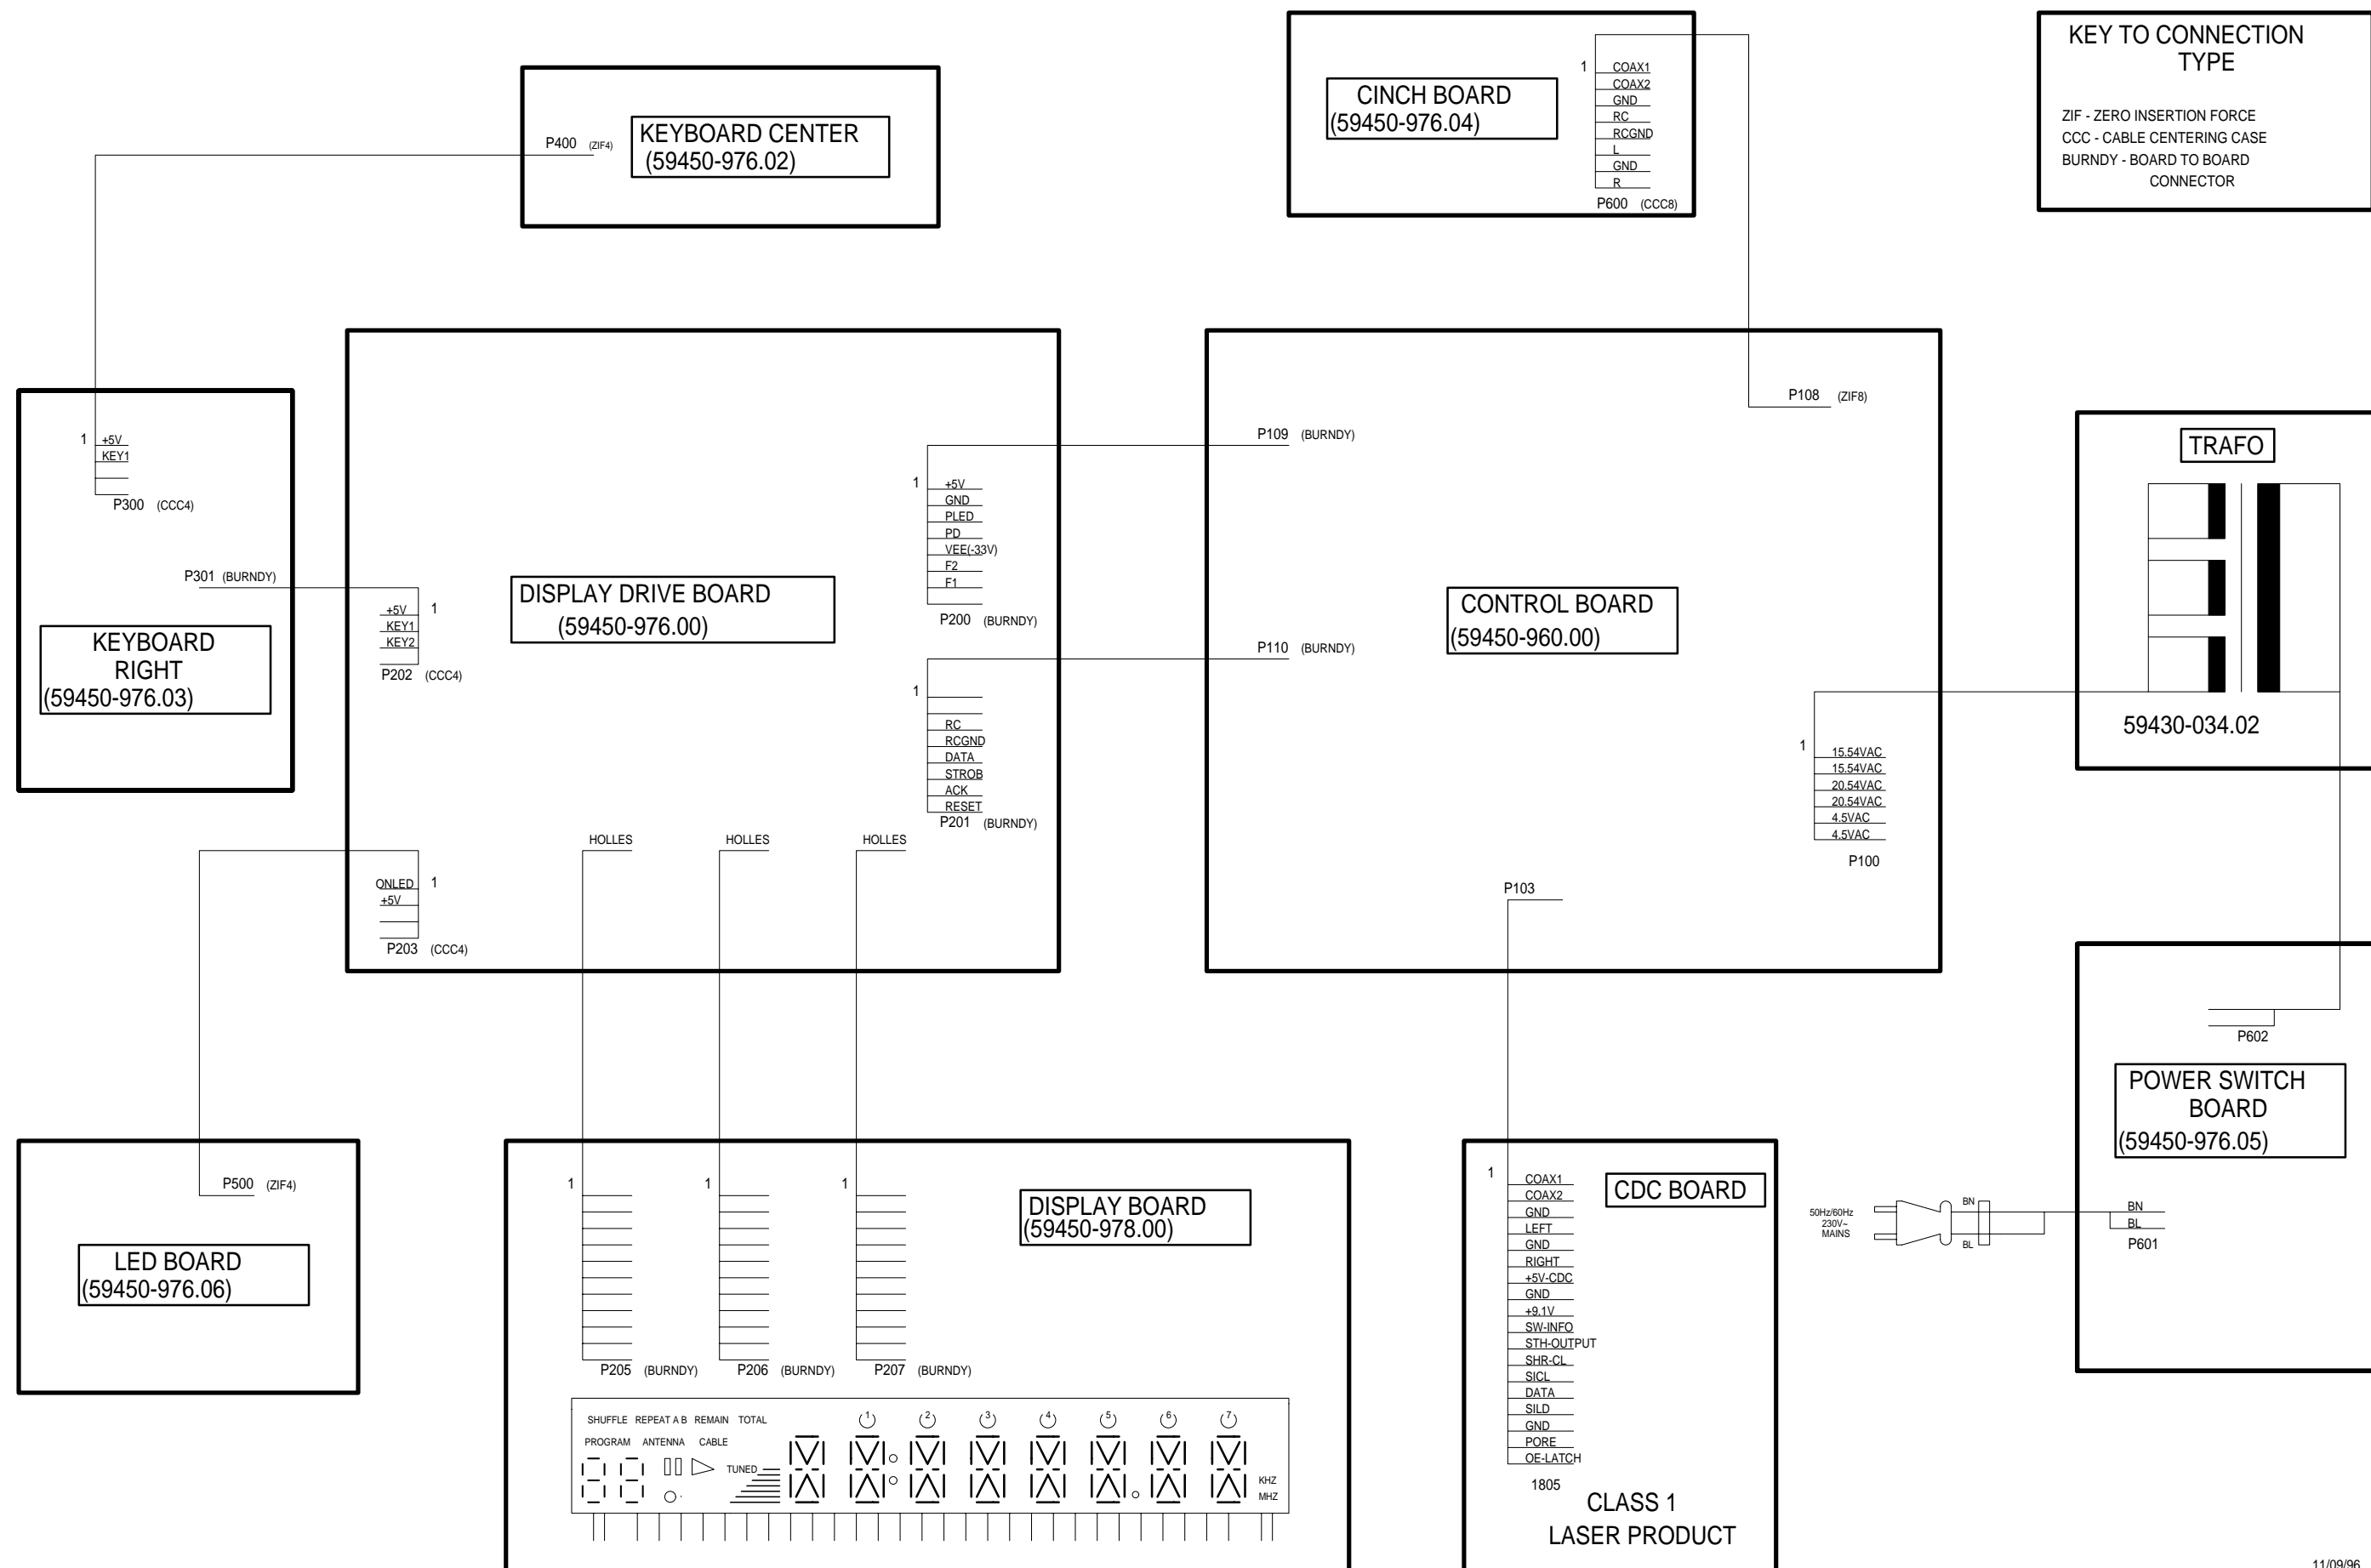 KEY TO CONNECTION
TYPE
ZIF - ZERO INSERTION FORCE
CCC - CABLE CENTERING CASE
BURNDY - BOARD TO BOARD
CONNECTOR
P400 (ZIF4)
KEYBOARD CENTER
(59450-976.02)
CINCH BOARD
(59450-976.04)
1
COAX1
COAX2
GND
RC
RCGND
L
GND
R
P600 (CCC8)
1
+5V
KEY1
P300 (CCC4)
P301 (BURNDY)
KEYBOARD
RIGHT
(59450-976.03)
DISPLAY DRIVE BOARD
(59450-976.00)
+5V 1
KEY1
KEY2
P202 (CCC4)
1
+5V
GND
PLED
PD
VEE(-33V)
F2
F1
P200 (BURNDY)
1
RC
RCGND
DATA
STROB
ACK
RESET
P201 (BURNDY)
HOLLES HOLLES HOLLES
ONLED 1
+5V
P203 (CCC4)
P109 (BURNDY)
P108 (ZIF8)
P110 (BURNDY)
CONTROL BOARD
(59450-960.00)
1
15.54VAC
15.54VAC
20.54VAC
20.54VAC
4.5VAC
4.5VAC
P100
P103
TRAFO
59430-034.02
P602
POWER SWITCH
BOARD
(59450-976.05)
BN
BL
P601
50Hz/60Hz
230V~
MAINS
BN
BL
P500 (ZIF4)
LED BOARD
(59450-976.06)
1 1 1
DISPLAY BOARD
(59450-978.00)
P205 (BURNDY) P206 (BURNDY) P207 (BURNDY)
SHUFFLE REPEAT A B REMAIN TOTAL 1 2 3 4 5 6 7
PROGRAM ANTENNA CABLE
TUNED
KHZ
MHZ
1
CDC BOARD
COAX1
COAX2
GND
LEFT
GND
RIGHT
+5V-CDC
GND
+9.1V
SW-INFO
STH-OUTPUT
SHR-CL
SICL
DATA
SILD
GND
PORE
OE-LATCH
1805
CLASS 1
LASER PRODUCT
11/09/96